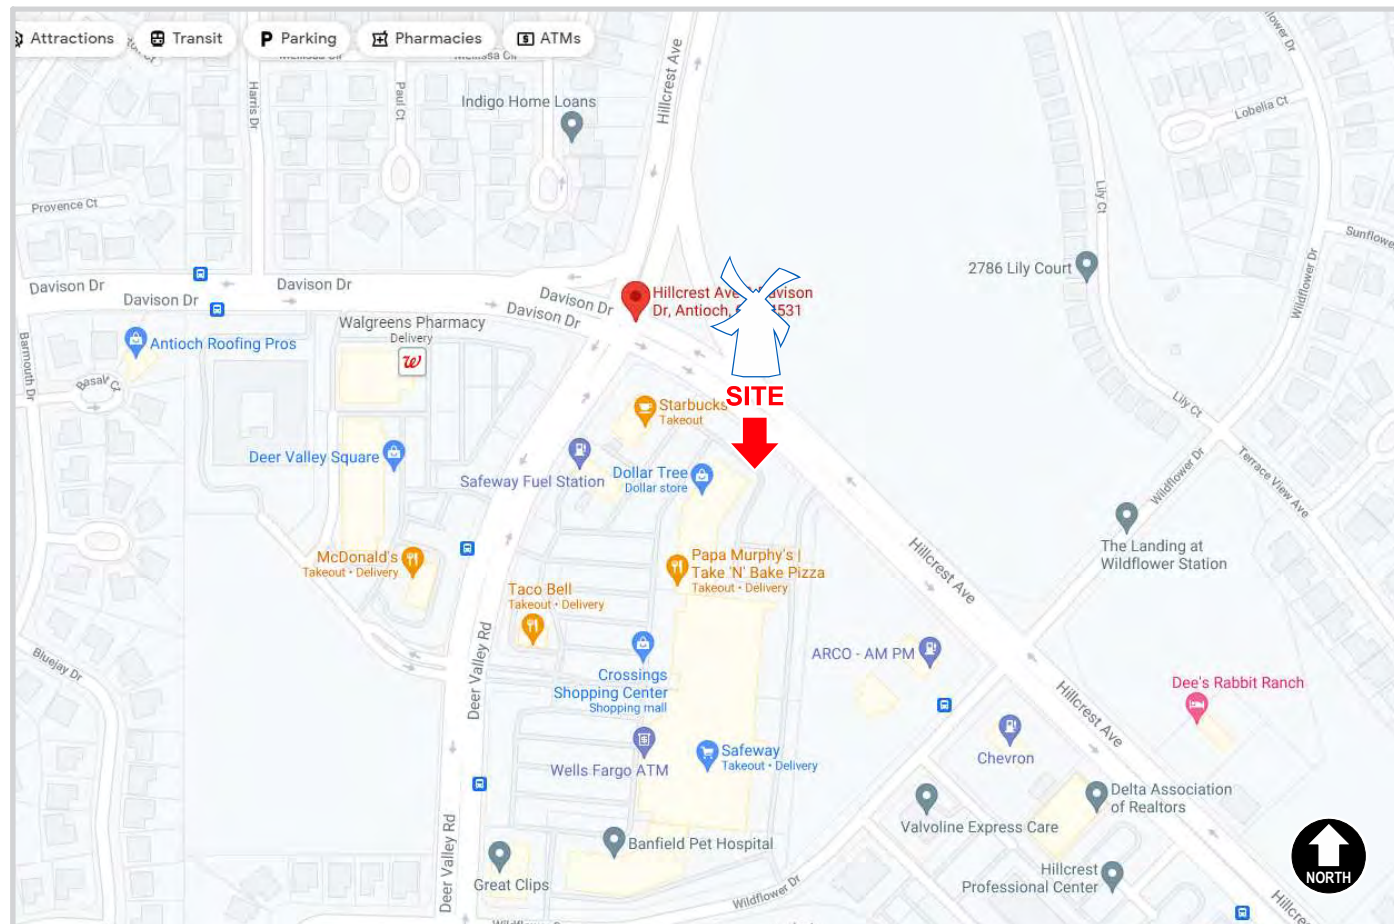 Attractions
Transit
P Parking
Pharmacies
ATMs
Melissa Cir
Hillcrest Ave
Harris Dr
Paul Ct
Indigo Home Loans
Lobelia Ct
Provence Ct
Lily Ct
Sunflower
Wildflower Dr
2786 Lily Court
Davison Dr
Davison Dr
Davison Dr
Davison Dr
Davison Dr
Hillcrest Ave
Dr, Antioch,
Walgreens Pharmacy
Delivery
Antioch Roofing Pros
Barmouth Dr
SITE
Starbucks
Takeout
Lily Ct
Deer Valley Square
Safeway Fuel Station
Dollar Tree
Dollar store
Wildflower Dr
Terrace View Ave
McDonald's
Takeout • Delivery
Taco Bell
Takeout • Delivery
Papa Murphy's |
Take 'N' Bake Pizza
Takeout • Delivery
Hillcrest Ave
The Landing at
Wildflower Station
Bluejay Dr
Deer Valley Rd
Crossings
Shopping Center
Shopping mall
ARCO - AM PM
Hillcrest Ave
Dee's Rabbit Ranch
Wells Fargo ATM
Safeway
Takeout • Delivery
Chevron
Delta Association
of Realtors
Valvoline Express Care
Deer Valley Rd
Banfield Pet Hospital
Great Clips
Wildflower Dr
Hillcrest
Professional Center
NORTH